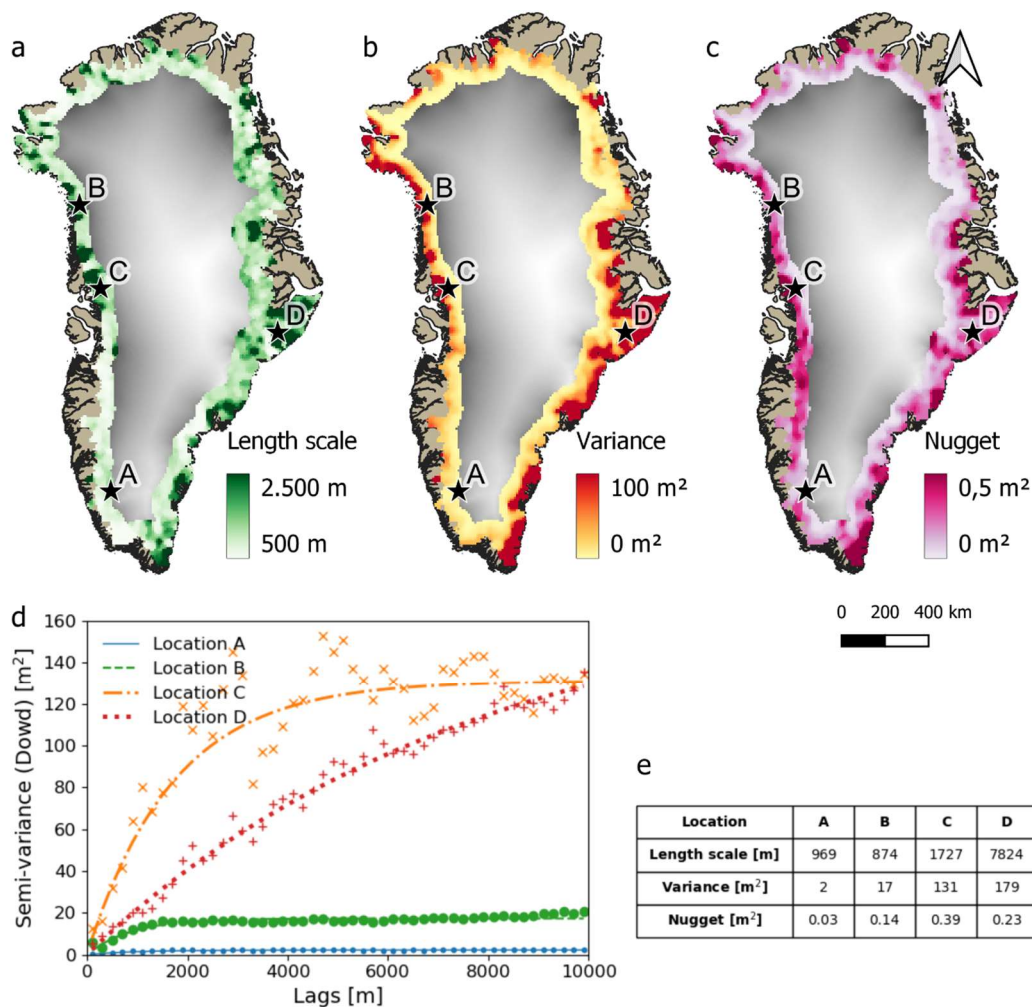 a
b
c
B
C
D
A
Length scale
2.500 m
500 m
B
C
D
A
Variance
100 m²
0 m²
B
C
D
A
Nugget
0,5 m²
0 m²
0 200 400 km
d
Semi-variance (Dowd) [m²]
160
140
120
100
80
60
40
20
0
Location A
Location B
Location C
Location D
0 2000 4000 6000 8000 10000
Lags [m]
e
Location A B C D
Length scale [m] 969 874 1727 7824
Variance [m²] 2 17 131 179
Nugget [m²] 0.03 0.14 0.39 0.23